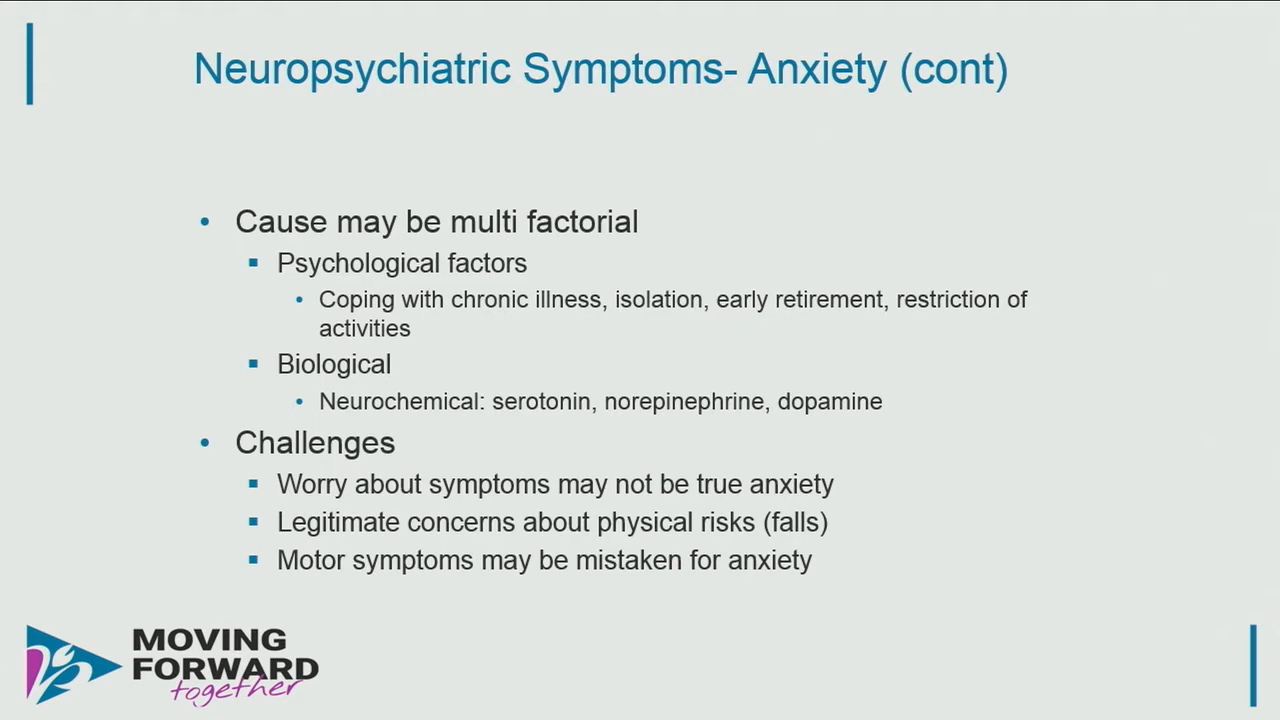 Neuropsychiatric Symptoms- Anxiety (cont)
• Cause may be multi factorial
▪ Psychological factors
• Coping with chronic illness, isolation, early retirement, restriction of
activities
▪ Biological
• Neurochemical: serotonin, norepinephrine, dopamine
• Challenges
▪ Worry about symptoms may not be true anxiety
▪ Legitimate concerns about physical risks (falls)
▪ Motor symptoms may be mistaken for anxiety
MOVING
FORWARD
together